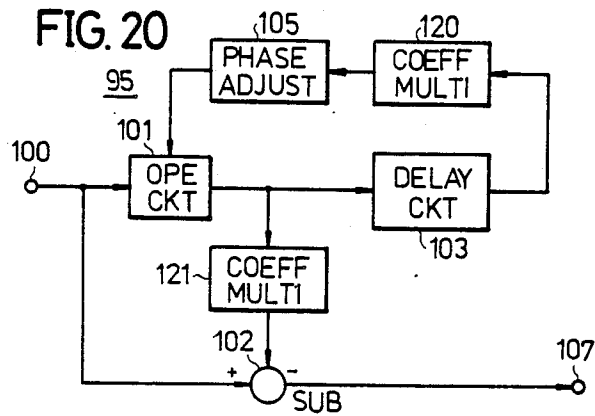 FIG. 20
95
105
PHASE
ADJUST
120
COEFF
MULTI
100
101
OPE
CKT
DELAY
CKT
103
121
COEFF
MULTI
102
+
-
SUB
107